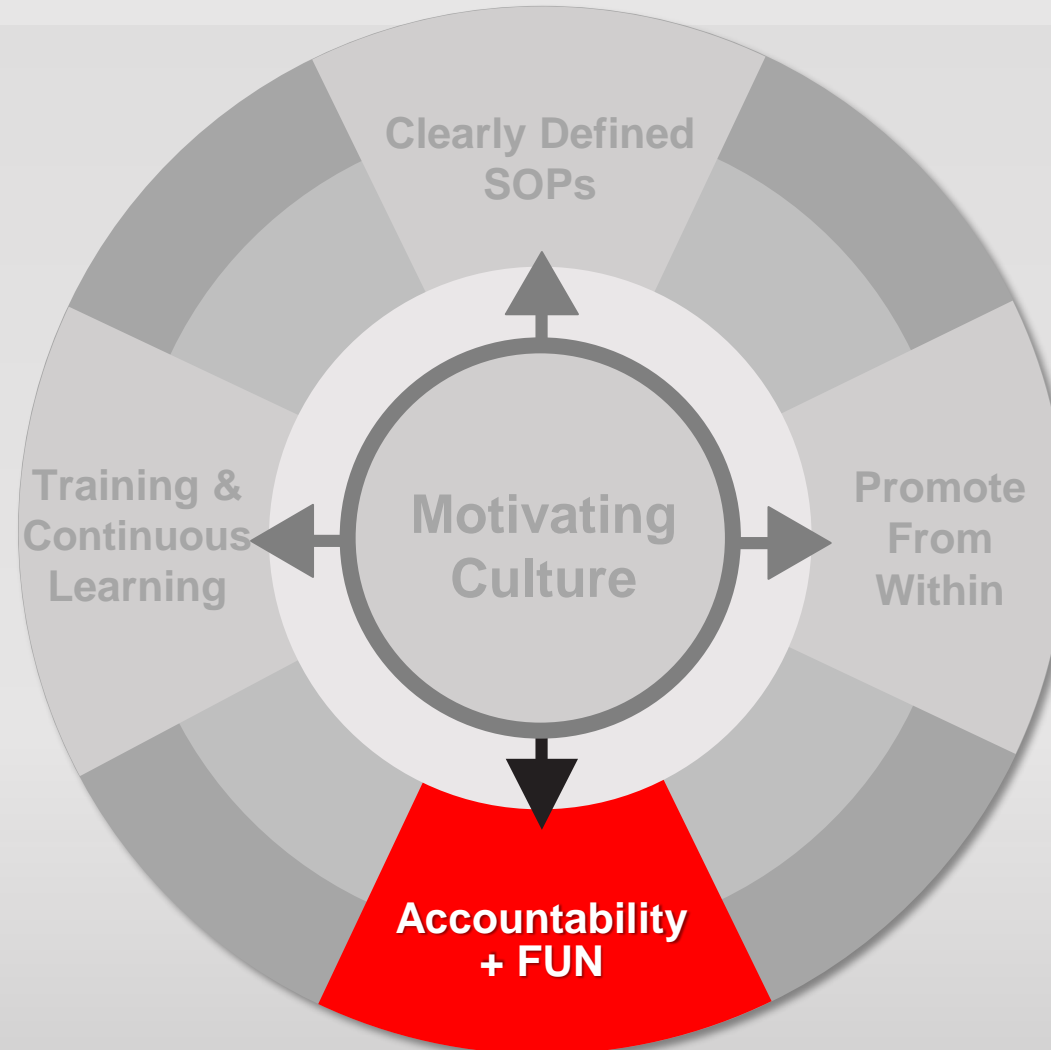 Clearly Defined
SOPs
Training &
Continuous
Learning
Motivating
Culture
Promote
From
Within
Accountability
+ FUN